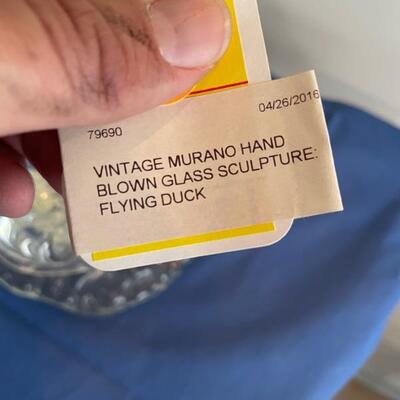 04/26/2016
79690
VINTAGE MURANO HAND
BLOWN GLASS SCULPTURE:
FLYING DUCK